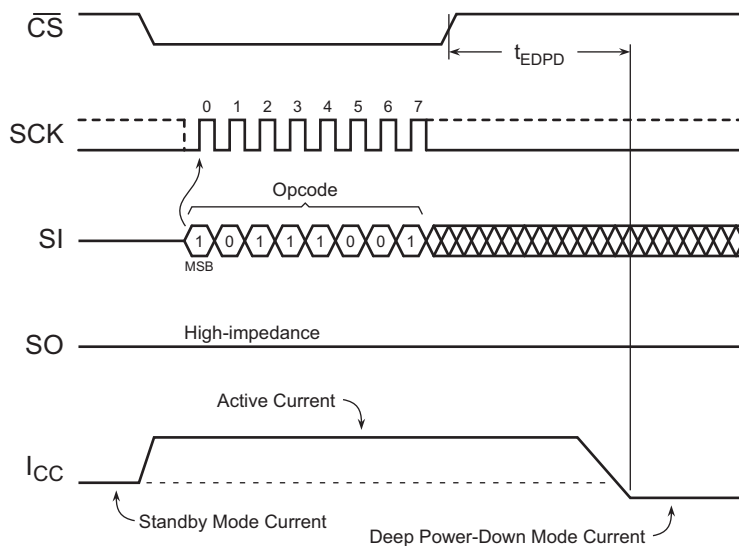 CS
tEDPD
0 1 2 3 4 5 6 7
SCK
Opcode
SI
1 0 1 1 1 0 0 1
MSB
High-impedance
SO
Active Current
ICC
Standby Mode Current
Deep Power-Down Mode Current